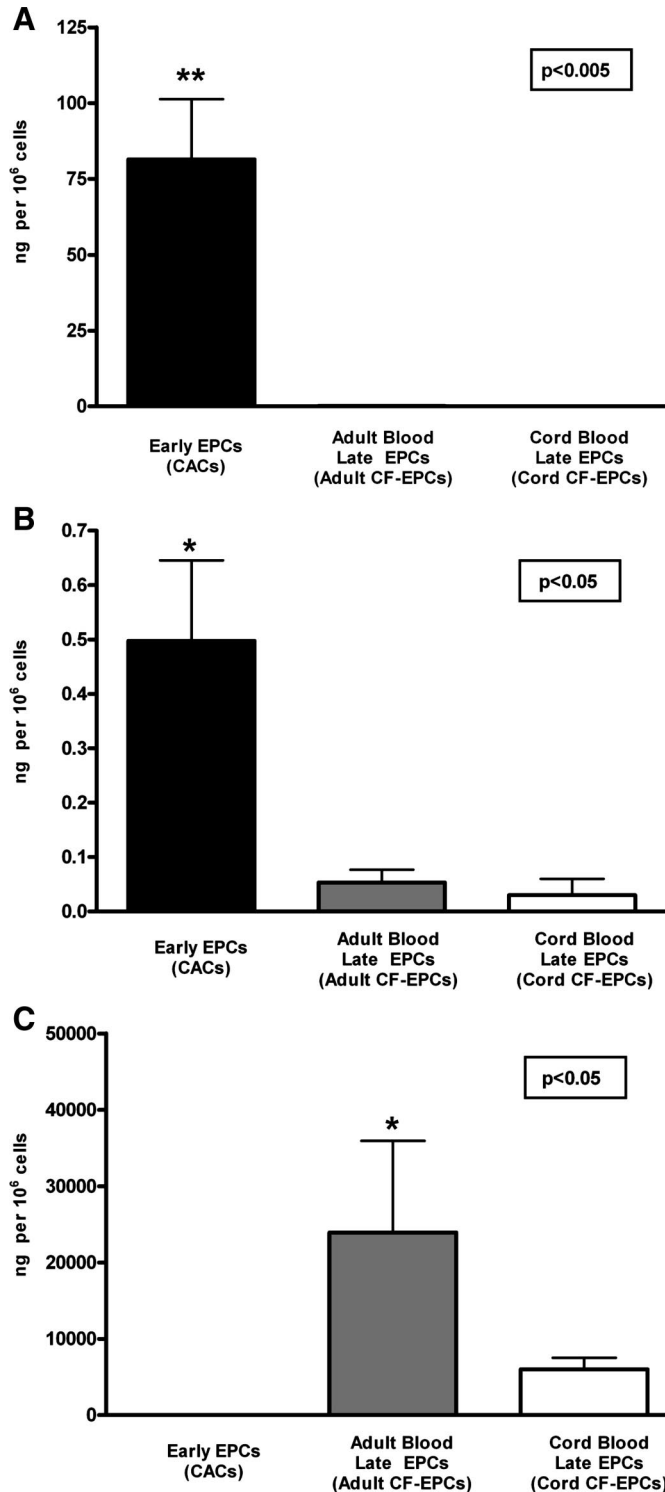 A
125
100
75
50
25
0
ng per 10⁶ cells
**
p<0.005
Early EPCs
(CACs)
Adult Blood
Late EPCs
(Adult CF-EPCs)
Cord Blood
Late EPCs
(Cord CF-EPCs)
B
0.7
0.6
0.5
0.4
0.3
0.2
0.1
0.0
ng per 10⁶ cells
*
p<0.05
Early EPCs
(CACs)
Adult Blood
Late EPCs
(Adult CF-EPCs)
Cord Blood
Late EPCs
(Cord CF-EPCs)
C
50000
40000
30000
20000
10000
0
ng per 10⁶ cells
*
p<0.05
Early EPCs
(CACs)
Adult Blood
Late EPCs
(Adult CF-EPCs)
Cord Blood
Late EPCs
(Cord CF-EPCs)